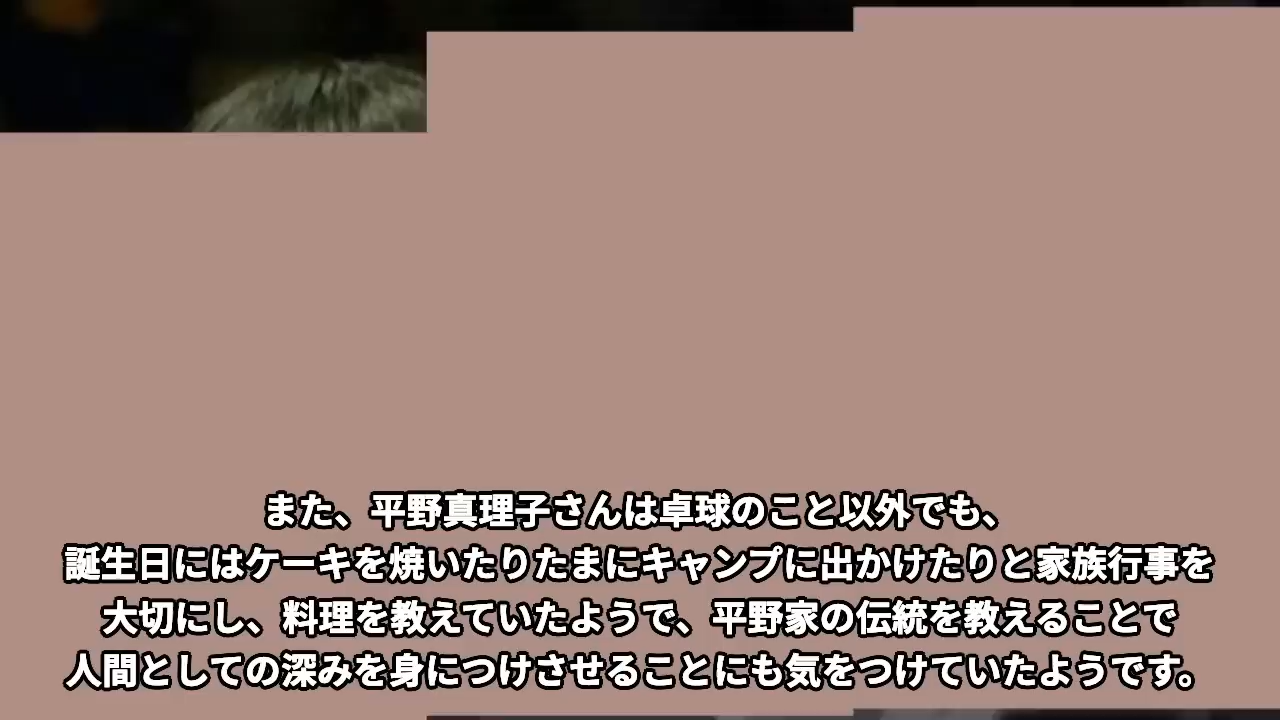 また、平野真理子さんは卓球のこと以外でも、
誕生日にはケーキを焼いたりたまにキャンプに出かけたりと家族行事を
大切にし、料理を教えていたようで、平野家の伝統を教えることで
人間としての深みを身につけさせることにも気をつけていたようです。